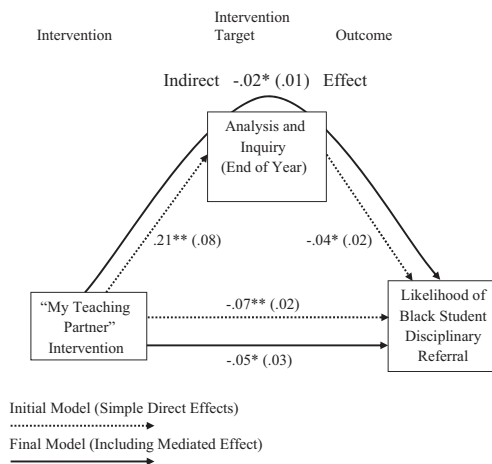 Intervention
Intervention
Target
Outcome
Indirect -.02* (.01) Effect
Analysis and
Inquiry
(End of Year)
.21** (.08)
-.04* (.02)
“My Teaching
Partner”
Intervention
-.07** (.02)
-.05* (.03)
Likelihood of
Black Student
Disciplinary
Referral
Initial Model (Simple Direct Effects)
Final Model (Including Mediated Effect)